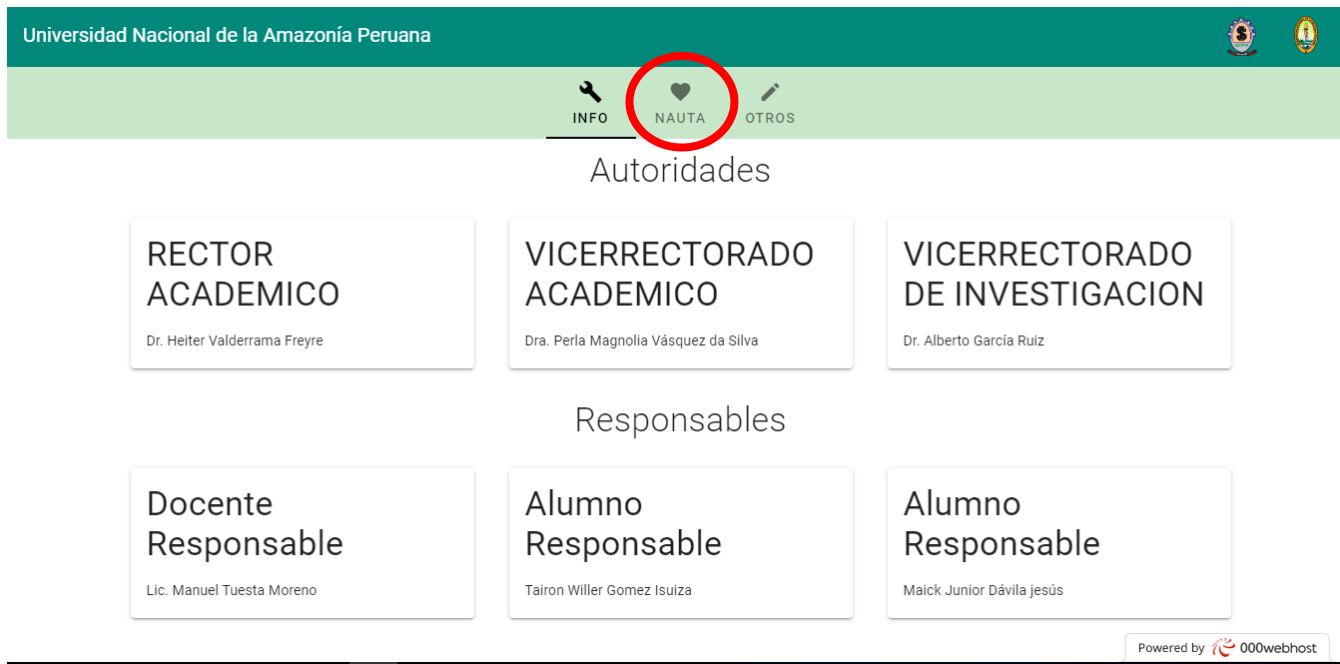 Universidad Nacional de la Amazonía Peruana
INFO NAUTA OTROS
Autoridades
RECTOR
ACADEMICO
Dr. Heiter Valderrama Freyre
VICERRECTORADO
ACADEMICO
Dra. Perla Magnolia Vásquez da Silva
VICERRECTORADO
DE INVESTIGACION
Dr. Alberto García Ruiz
Responsables
Docente
Responsable
Lic. Manuel Tuesta Moreno
Alumno
Responsable
Tairon Willer Gomez Isuiza
Alumno
Responsable
Maick Junior Dávila jesús
Powered by 000webhost